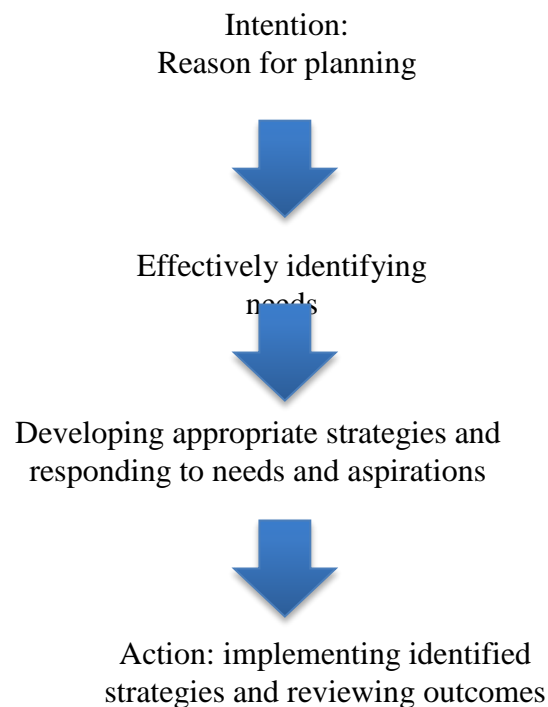 Intention:
Reason for planning
Effectively identifying
needs
Developing appropriate strategies and
responding to needs and aspirations
Action: implementing identified
strategies and reviewing outcomes